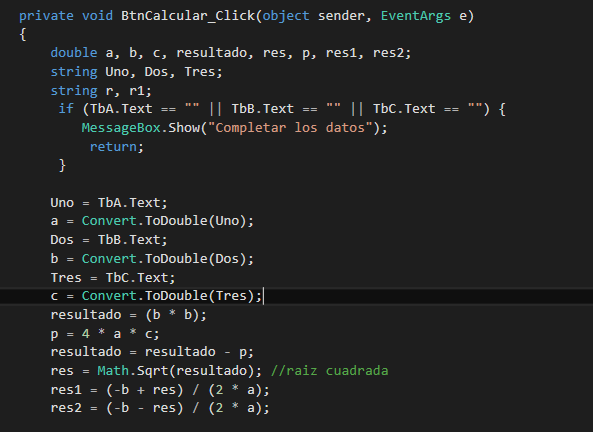 private void BtnCalcular_Click(object sender, EventArgs e)
{
double a, b, c, resultado, res, p, res1, res2;
string Uno, Dos, Tres;
string r, r1;
if (TbA.Text == "" || TbB.Text == "" || TbC.Text == "") {
MessageBox.Show("Completar los datos");
return;
}
Uno = TbA.Text;
a = Convert.ToDouble(Uno);
Dos = TbB.Text;
b = Convert.ToDouble(Dos);
Tres = TbC.Text;
c = Convert.ToDouble(Tres);
resultado = (b * b);
p = 4 * a * c;
resultado = resultado - p;
res = Math.Sqrt(resultado); //raiz cuadrada
res1 = (-b + res) / (2 * a);
res2 = (-b - res) / (2 * a);